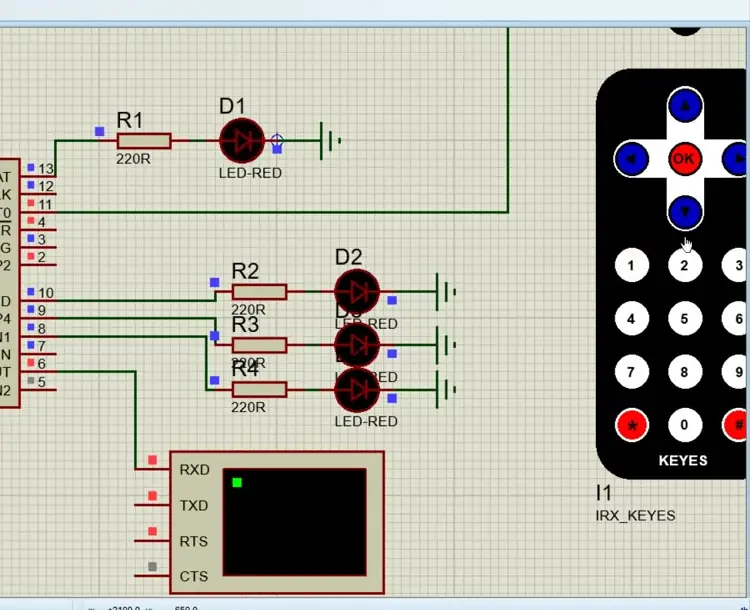 R1
D1
220R
LED-RED
AT
13
LK
12
T0
11
R
4
G
3
P2
2
D
10
P4
9
N1
8
N
7
UT
6
N2
5
R2
D2
220R
LED-RED
R3
LED-RED
R4
220R
LED-RED
RXD
TXD
RTS
CTS
OK
1
2
3
4
5
6
7
8
9
*
0
#
KEYES
I1
IRX_KEYES